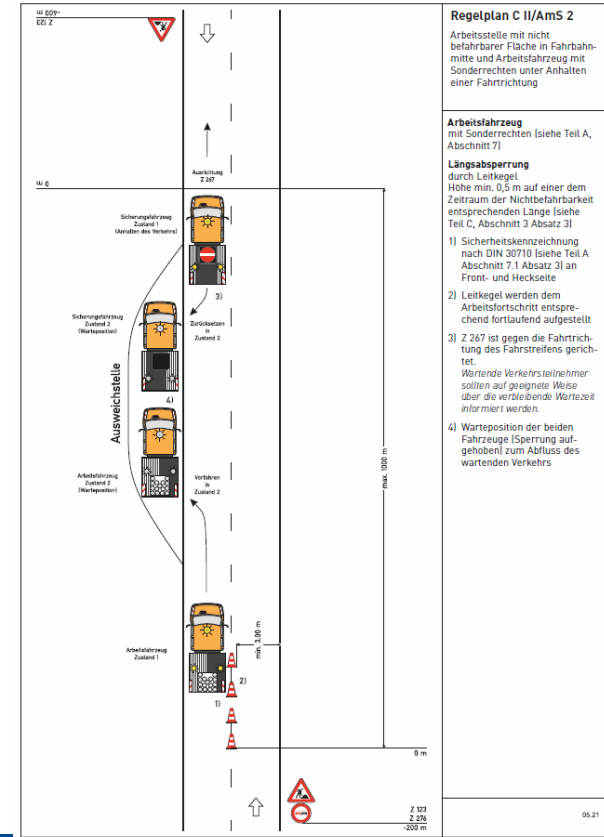 -400 m
Z 123
0 m
Ausrichtung
Z 267
Sicherungsfahrzeug
Zustand 1
(Anhalten des Verkehrs)
3)
Sicherungsfahrzeug
Zustand 2
(Warteposition)
Zurücksetzen
in
Zustand 2
Ausweichstelle
4)
Arbeitsfahrzeug
Zustand 2
(Warteposition)
Vorfahren
in
Zustand 2
max. 1000 m
Arbeitsfahrzeug
Zustand 1
min. 3,00 m
2)
1)
0 m
Z 123
Z 276
-200 m
Regelplan C II/AmS 2
Arbeitsstelle mit nicht
befahrbarer Fläche in Fahrbahn-
mitte und Arbeitsfahrzeug mit
Sonderrechten unter Anhalten
einer Fahrtrichtung
Arbeitsfahrzeug
mit Sonderrechten (siehe Teil A,
Abschnitt 7)
Längsabsperrung
durch Leitkegel
Höhe min. 0,5 m auf einer dem
Zeitraum der Nichtbefahrbarkeit
entsprechenden Länge (siehe
Teil C, Abschnitt 3 Absatz 3)
1) Sicherheitskennzeichnung
nach DIN 30710 (siehe Teil A
Abschnitt 7.1 Absatz 3) an
Front- und Heckseite
2) Leitkegel werden dem
Arbeitsfortschritt entspre-
chend fortlaufend aufgestellt
3) Z 267 ist gegen die Fahrtrich-
tung des Fahrstreifens gerich-
tet.
Wartende Verkehrsteilnehmer
sollten auf geeignete Weise
über die verbleibende Wartezeit
informiert werden.
4) Warteposition der beiden
Fahrzeuge (Sperrung auf-
gehoben) zum Abfluss des
wartenden Verkehrs
05.21